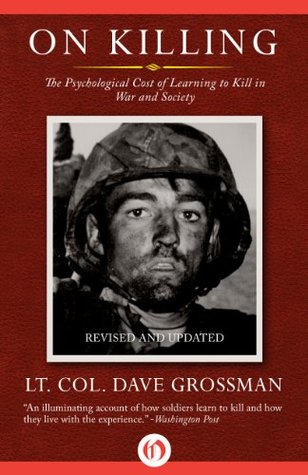 ON KILLING
The Psychological Cost of Learning to Kill in
War and Society
REVISED AND UPDATED
LT. COL. DAVE GROSSMAN
“An illuminating account of how soldiers learn to kill and how
they live with the experience.” -Washington Post